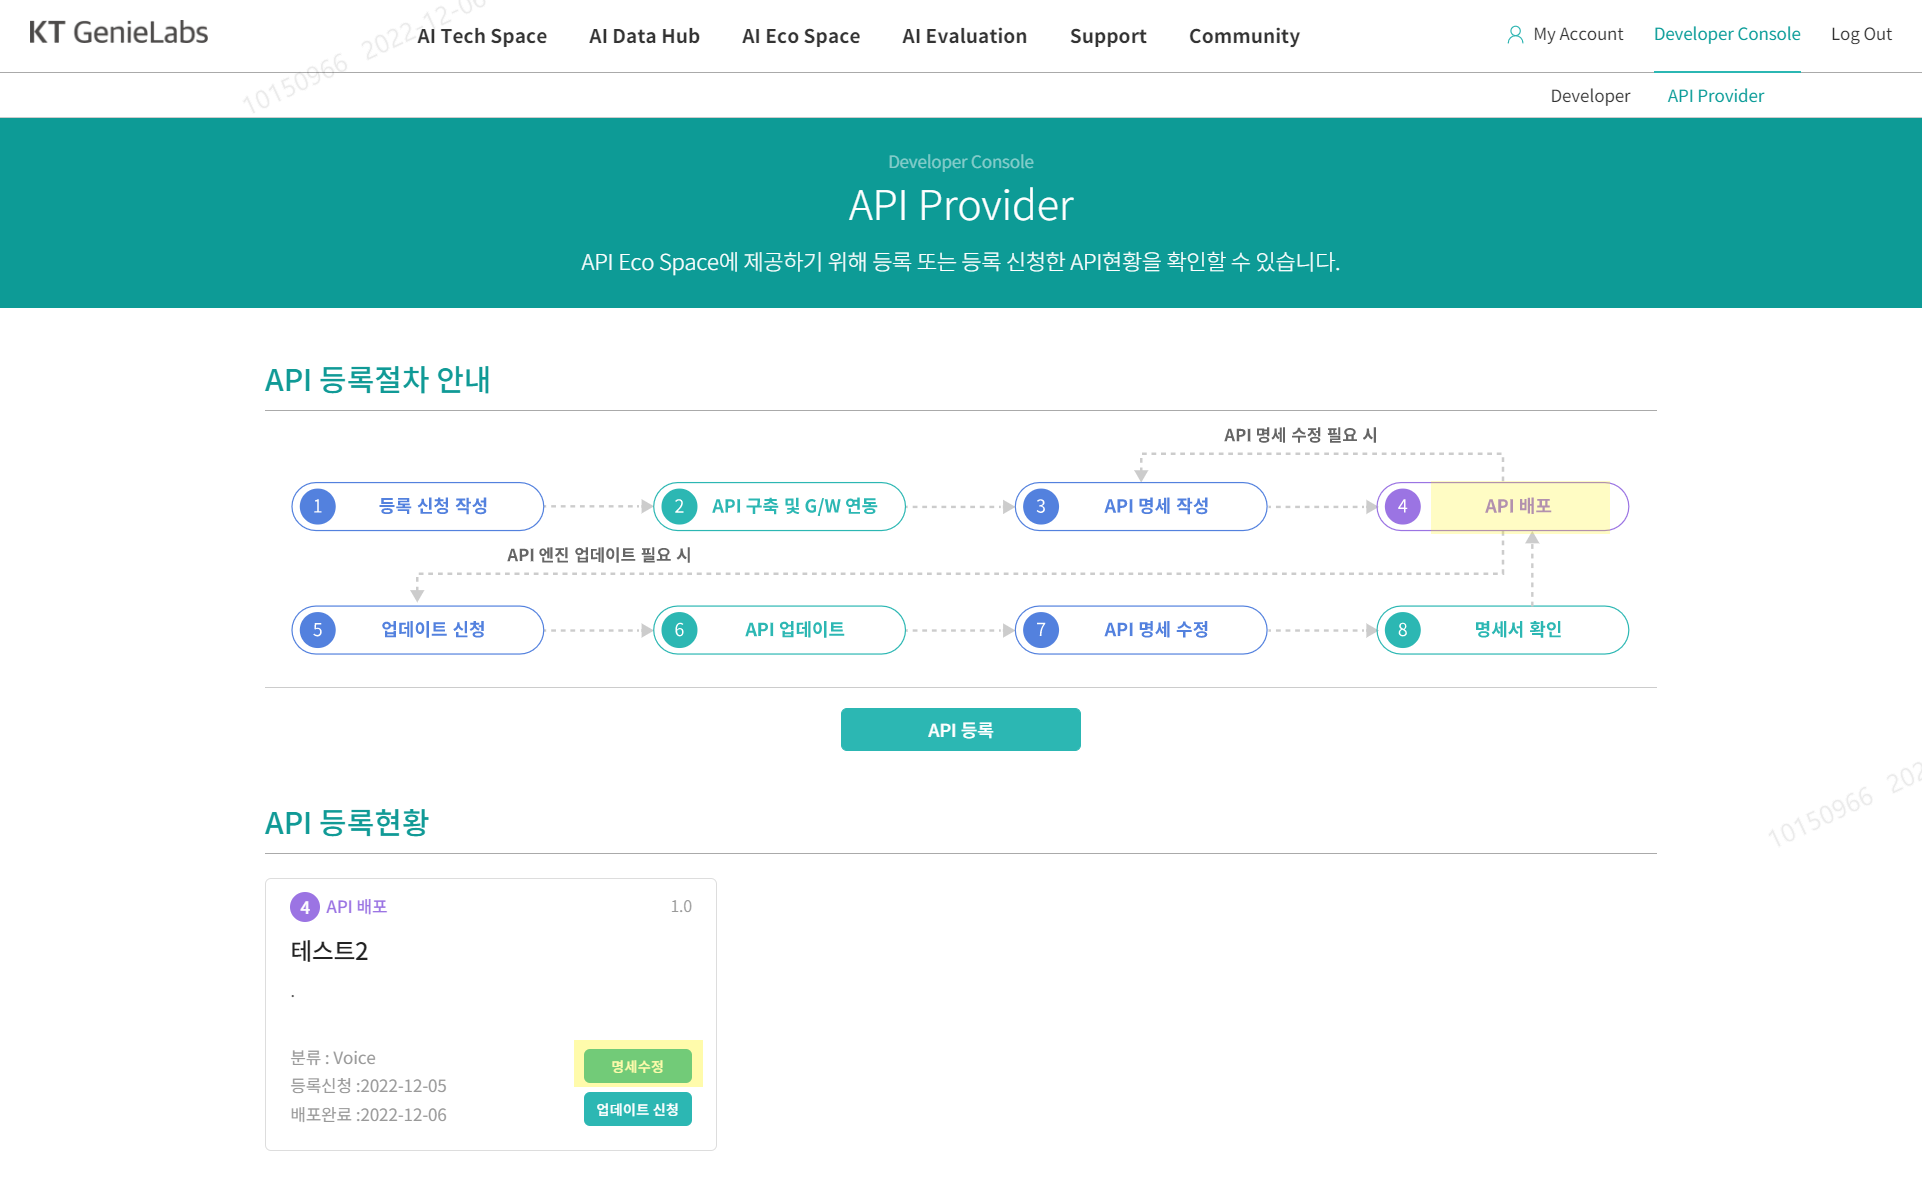 KT GenieLabs
AI Tech Space
AI Data Hub
AI Eco Space
AI Evaluation
Support
Community
My Account
Developer Console
Log Out
10150966 2022-12-06
Developer
API Provider
Developer Console
API Provider
API Eco Space에 제공하기 위해 등록 또는 등록 신청한 API현황을 확인할 수 있습니다.
API 등록절차 안내
API 명세 수정 필요 시
1 등록 신청 작성
2 API 구축 및 G/W 연동
3 API 명세 작성
4 API 배포
API 엔진 업데이트 필요 시
5 업데이트 신청
6 API 업데이트
7 API 명세 수정
8 명세서 확인
API 등록
API 등록현황
10150966 202
4 API 배포
1.0
테스트2
.
분류 : Voice
명세수정
등록신청 :2022-12-05
배포완료 :2022-12-06
업데이트 신청